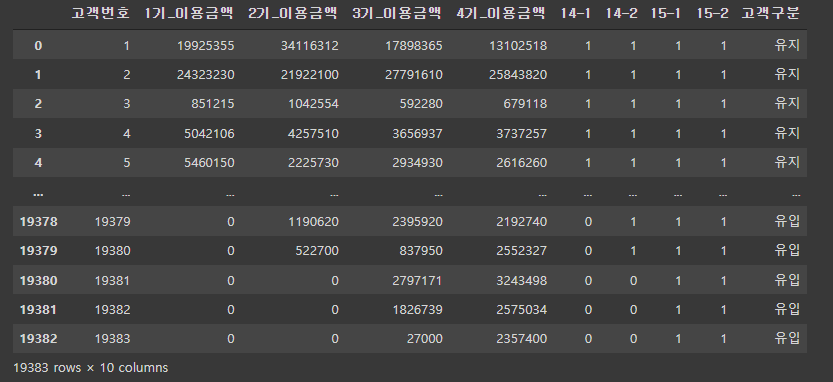 고객번호 1기_이용금액 2기_이용금액 3기_이용금액 4기_이용금액 14-1 14-2 15-1 15-2 고객구분
0 1 19925355 34116312 17898365 13102518 1 1 1 1 유지
1 2 24323230 21922100 27791610 25843820 1 1 1 1 유지
2 3 851215 1042554 592280 679118 1 1 1 1 유지
3 4 5042106 4257510 3656937 3737257 1 1 1 1 유지
4 5 5460150 2225730 2934930 2616260 1 1 1 1 유지
... ... ... ... ... ... ... ... ... ... ...
19378 19379 0 1190620 2395920 2192740 0 1 1 1 유입
19379 19380 0 522700 837950 2552327 0 1 1 1 유입
19380 19381 0 0 2797171 3243498 0 0 1 1 유입
19381 19382 0 0 1826739 2575034 0 0 1 1 유입
19382 19383 0 0 27000 2357400 0 0 1 1 유입
19383 rows × 10 columns